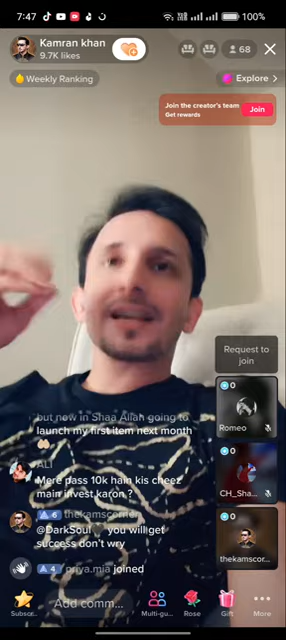 7:47
100%
Kamran khan
9.7K likes
68
Weekly Ranking
Explore >
Join the creator's team
Get rewards
Join
Request to join
0
Romeo
0
CH_Sha...
0
thekamscor...
but now in Shaa Allah going to
launch my first item next month
ALI
Mere pass 10k hain kis cheez
main invest karon ?
6 thekamscorner
@DarkSoul you will get
success don't wry
4 priya.mia joined
Subsc...
Add comm...
Multi-gu...
Rose
Gift
More